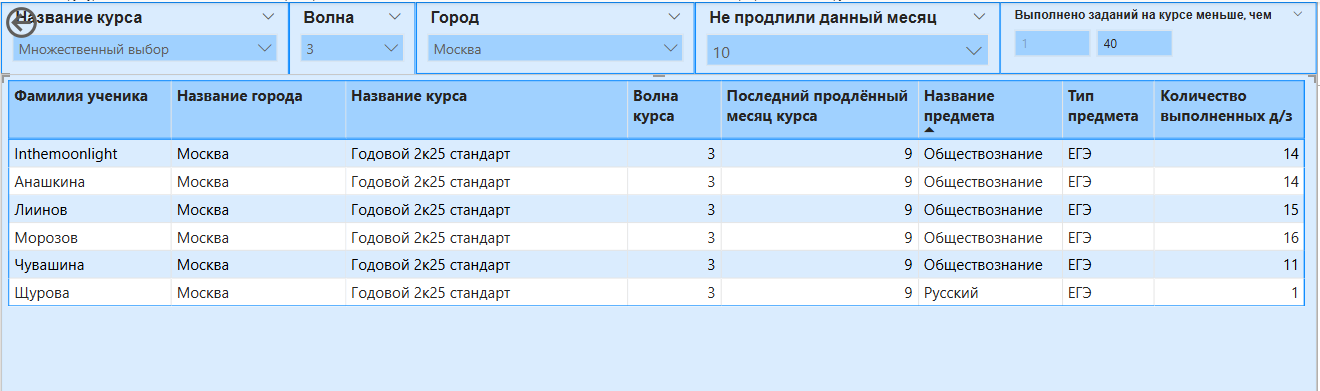 Название курса Волна Город Не продлили данный месяц Выполнено заданий на курсе меньше, чем
Множественный выбор 3 Москва 10 1 40
Фамилия ученика Название города Название курса Волна курса Последний продлённый месяц курса Название предмета Тип предмета Количество выполненных д/з
Inthemoonlight Москва Годовой 2к25 стандарт 3 9 Обществознание ЕГЭ 14
Анашкина Москва Годовой 2к25 стандарт 3 9 Обществознание ЕГЭ 14
Лиинов Москва Годовой 2к25 стандарт 3 9 Обществознание ЕГЭ 15
Морозов Москва Годовой 2к25 стандарт 3 9 Обществознание ЕГЭ 16
Чувашина Москва Годовой 2к25 стандарт 3 9 Обществознание ЕГЭ 11
Щурова Москва Годовой 2к25 стандарт 3 9 Русский ЕГЭ 1